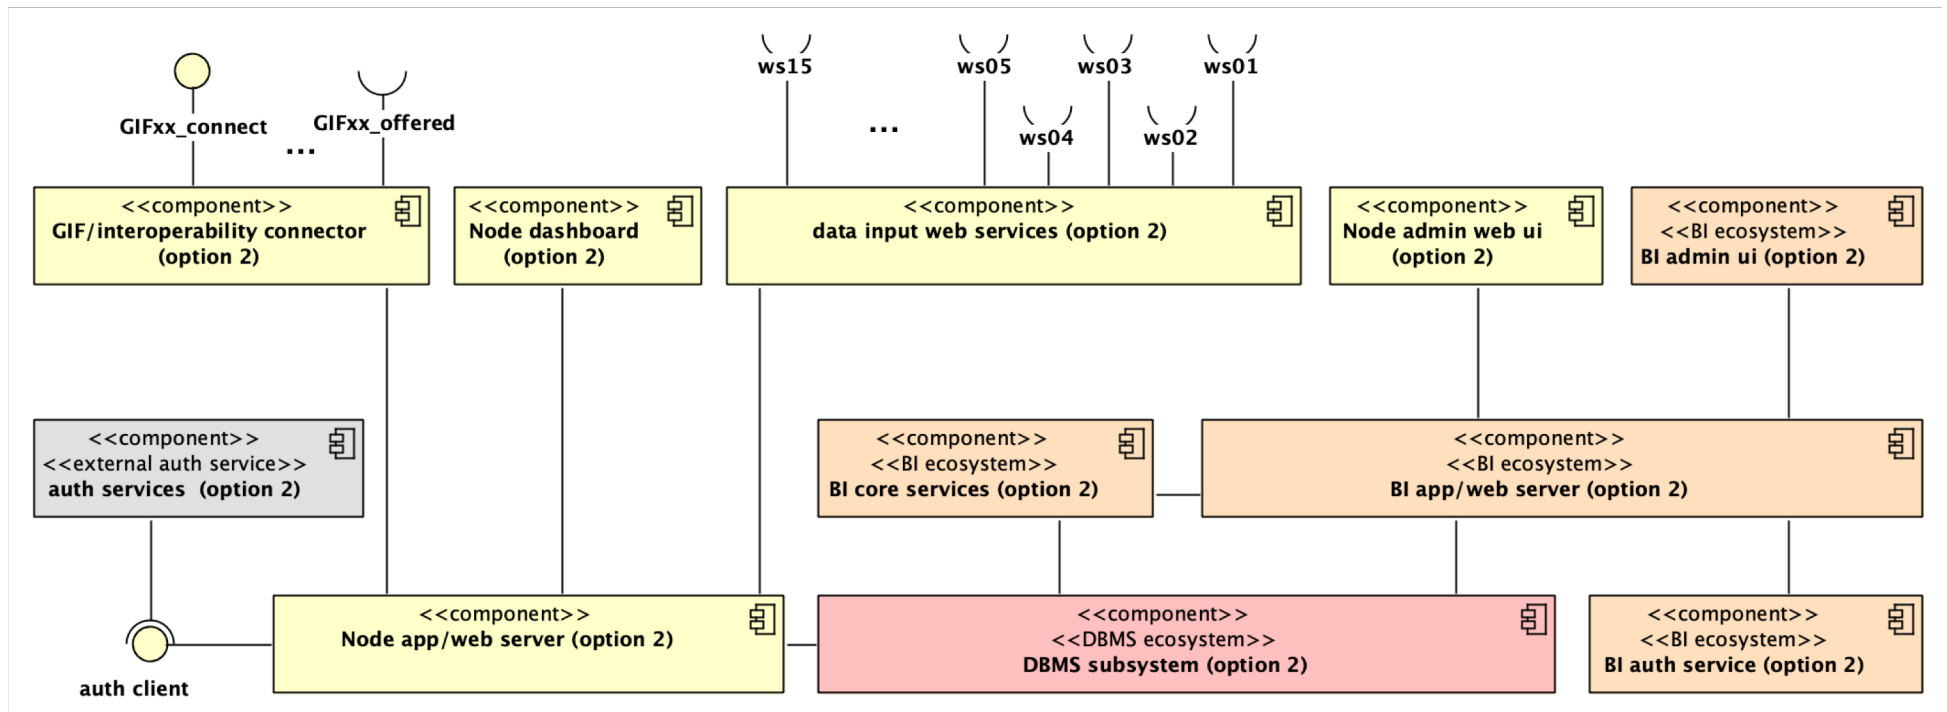 ws15
ws05
ws03
ws01
GIFxx_connect
GIFxx_offered
...
...
ws04
ws02
<<component>>
GIF/interoperability connector
(option 2)
<<component>>
Node dashboard
(option 2)
<<component>>
data input web services (option 2)
<<component>>
Node admin web ui
(option 2)
<<component>>
<<BI ecosystem>>
BI admin ui (option 2)
<<component>>
<<external auth service>>
auth services  (option 2)
<<component>>
<<BI ecosystem>>
BI core services (option 2)
<<component>>
<<BI ecosystem>>
BI app/web server (option 2)
<<component>>
Node app/web server (option 2)
<<component>>
<<DBMS ecosystem>>
DBMS subsystem (option 2)
<<component>>
<<BI ecosystem>>
BI auth service (option 2)
auth client